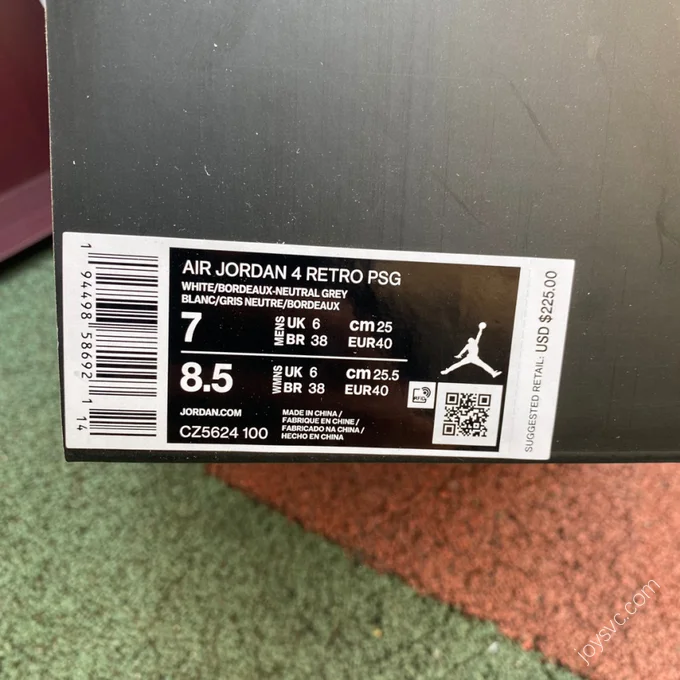 1 94498 58692 1 14
AIR JORDAN 4 RETRO PSG
WHITE/BORDEAUX-NEUTRAL GREY
BLANC/GRIS NEUTRE/BORDEAUX
7 MENS UK 6 cm 25
BR 38 EUR40
8.5 WMNS UK 6 cm 25.5
BR 38 EUR40
JORDAN.COM
CZ5624 100
MADE IN CHINA /
FABRIQUE EN CHINE /
FABRICADO NA CHINA /
HECHO EN CHINA
SUGGESTED RETAIL: USD $225.00
joysvc.com